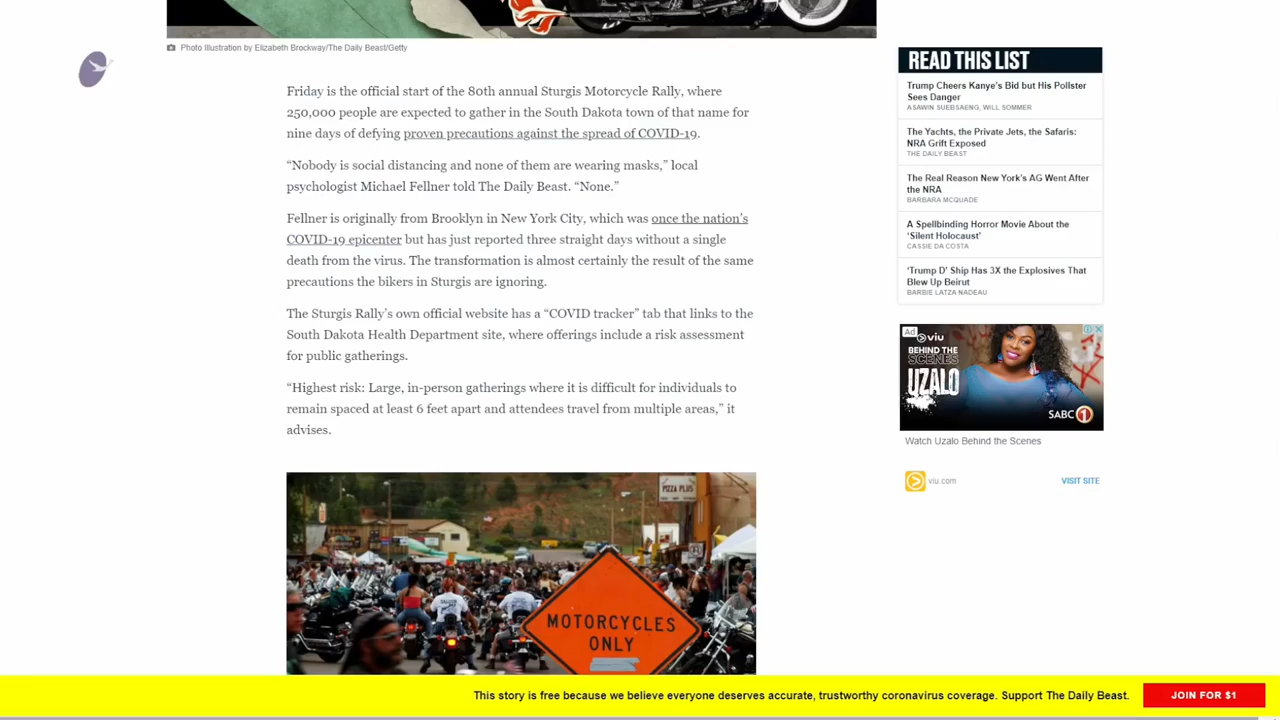 Photo Illustration by Elizabeth Brockway/The Daily Beast/Getty
Friday is the official start of the 80th annual Sturgis Motorcycle Rally, where
250,000 people are expected to gather in the South Dakota town of that name for
nine days of defying proven precautions against the spread of COVID-19.
“Nobody is social distancing and none of them are wearing masks,” local
psychologist Michael Fellner told The Daily Beast. “None.”
Fellner is originally from Brooklyn in New York City, which was once the nation’s
COVID-19 epicenter but has just reported three straight days without a single
death from the virus. The transformation is almost certainly the result of the same
precautions the bikers in Sturgis are ignoring.
The Sturgis Rally’s own official website has a “COVID tracker” tab that links to the
South Dakota Health Department site, where offerings include a risk assessment
for public gatherings.
“Highest risk: Large, in-person gatherings where it is difficult for individuals to
remain spaced at least 6 feet apart and attendees travel from multiple areas,” it
advises.
PIZZA PLUS
MOTORCYCLES
ONLY
READ THIS LIST
Trump Cheers Kanye’s Bid but His Pollster
Sees Danger
ASAWIN SUEBSAENG, WILL SOMMER
The Yachts, the Private Jets, the Safaris:
NRA Grift Exposed
THE DAILY BEAST
The Real Reason New York’s AG Went After
the NRA
BARBARA MCQUADE
A Spellbinding Horror Movie About the
‘Silent Holocaust’
CASSIE DA COSTA
‘Trump D’ Ship Has 3X the Explosives That
Blew Up Beirut
BARBIE LATZA NADEAU
Ad
viu
BEHIND THE
SCENES
UZALO
SABC 1
Watch Uzalo Behind the Scenes
viu.com
VISIT SITE
This story is free because we believe everyone deserves accurate, trustworthy coronavirus coverage. Support The Daily Beast.
JOIN FOR $1